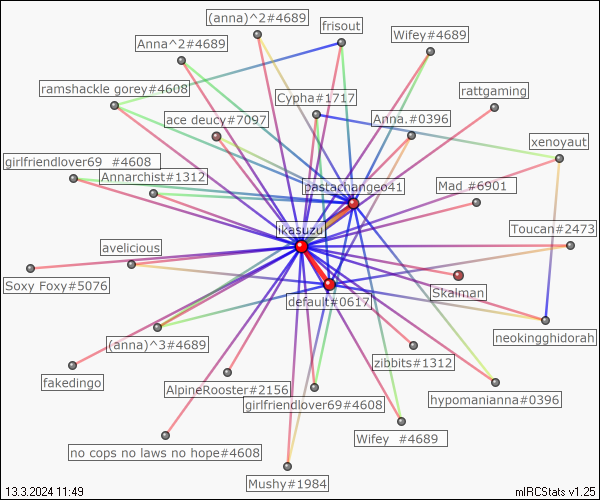 (anna)^2#4689
frisout
Anna^2#4689
Wifey#4689
ramshackle gorey#4608
Cypha#1717
rattgaming
ace deucy#7097
Anna.#0396
xenoyaut
girlfriendlover69 #4608
Annarchist#1312
pastachangeo41
Mad #6901
ikasuzu
Toucan#2473
avelicious
Soxy Foxy#5076
Skalman
default#0617
neokingghidorah
(anna)^3#4689
zibbits#1312
fakedingo
AlpineRooster#2156
girlfriendlover69#4608
hypomanianna#0396
Wifey #4689
no cops no laws no hope#4608
Mushy#1984
13.3.2024 11:49
mIRCStats v1.25